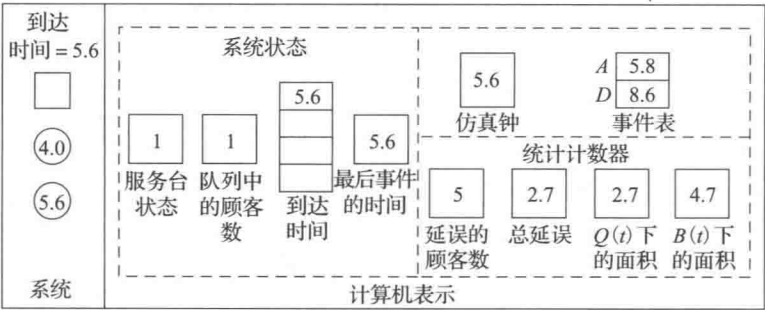 到达
时间 = 5.6
4.0
5.6
系统
系统状态
1
服务台
状态
1
队列中
的顾客
数
5.6
到达
时间
5.6
最后事件
的时间
5.6
仿真钟
A 5.8
D 8.6
事件表
统计计数器
5
延误的
顾客数
2.7
总延误
2.7
Q(t)下
的面积
4.7
B(t)下
的面积
计算机表示